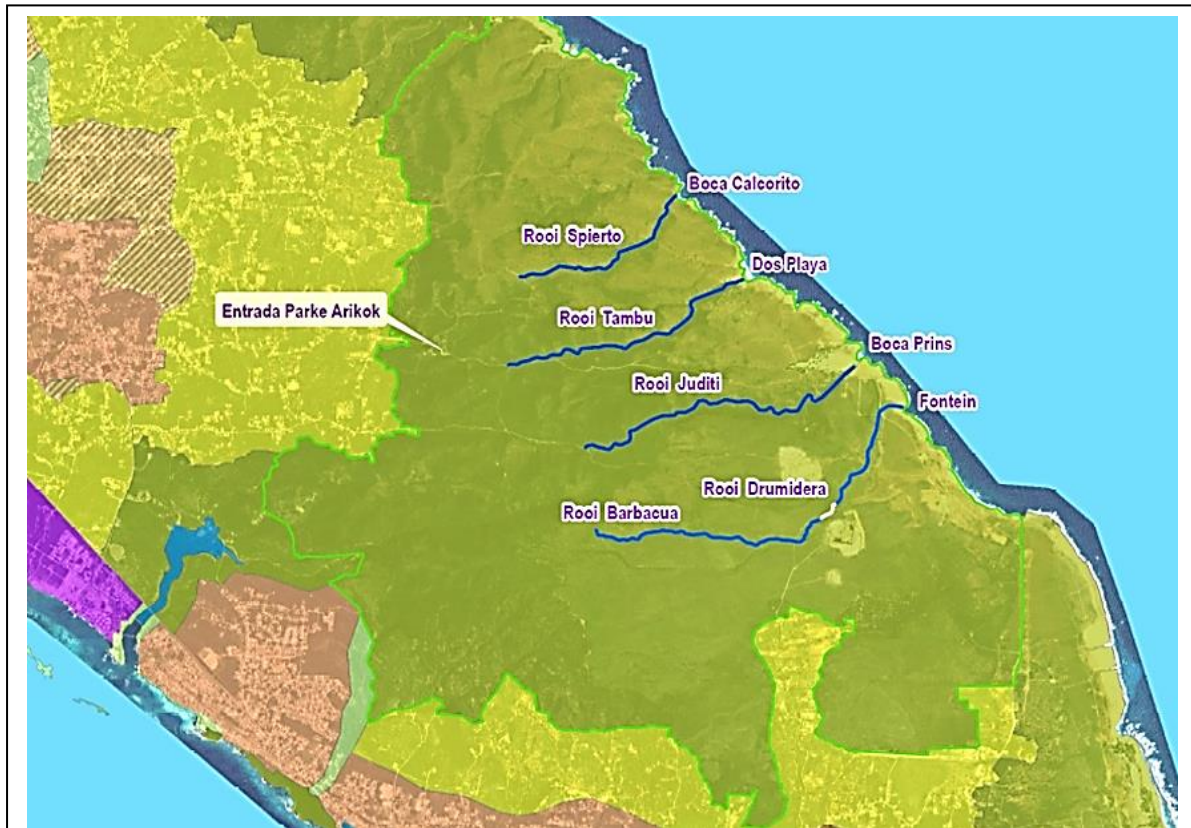 Boca Calcorito
Rooi Spierto
Dos Playa
Entrada Parke Arikok
Rooi Tambu
Boca Prins
Rooi Juditi
Fontein
Rooi Drumidera
Rooi Barbacua